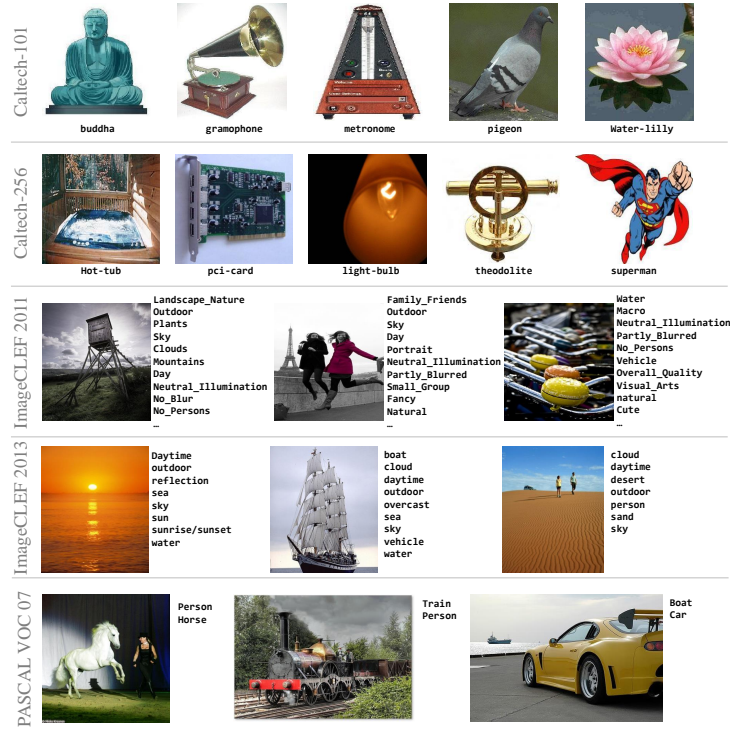 Caltech-101
buddha
gramophone
metronome
pigeon
Water-lilly
Caltech-256
Hot-tub
pci-card
light-bulb
theodolite
superman
ImageCLEF 2011
Landscape_Nature
Outdoor
Plants
Sky
Clouds
Mountains
Day
Neutral_Illumination
No_Blur
No_Persons
…
Family_Friends
Outdoor
Sky
Day
Portrait
Neutral_Illumination
Partly_Blurred
Small_Group
Fancy
Natural
…
Water
Macro
Neutral_Illumination
Partly_Blurred
No_Persons
Vehicle
Overall_Quality
Visual_Arts
natural
Cute
…
ImageCLEF 2013
Daytime
outdoor
reflection
sea
sky
sun
sunrise/sunset
water
boat
cloud
daytime
outdoor
overcast
sea
sky
vehicle
water
cloud
daytime
desert
outdoor
person
sand
sky
PASCAL VOC 07
Person
Horse
Train
Person
Boat
Car